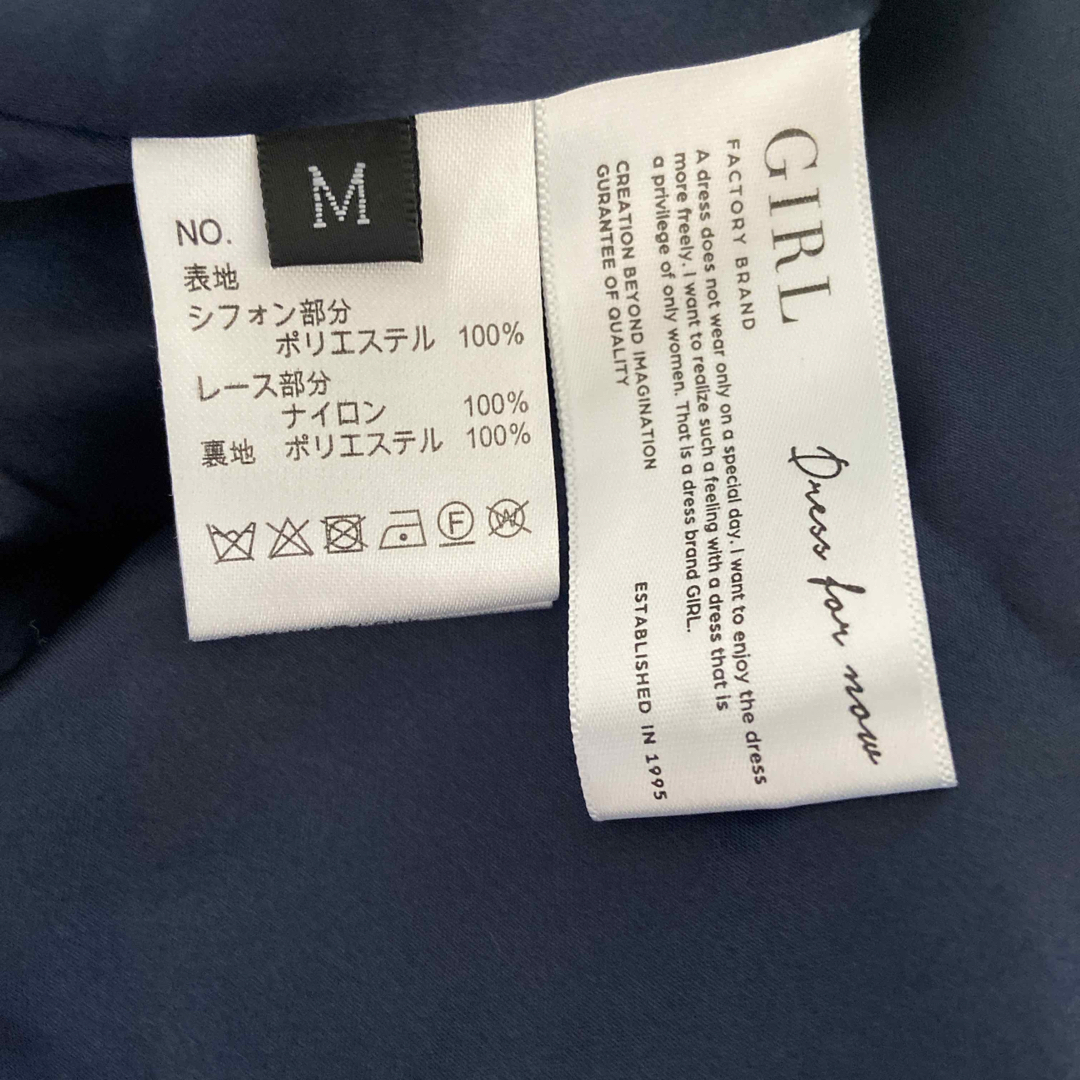 M
NO.
表地
シフォン部分
ポリエステル 100%
レース部分
ナイロン 100%
裏地 ポリエステル 100%
F
W
GIRL
Dress for now
FACTORY BRAND
A dress does not wear only on a special day. I want to enjoy the dress
more freely. I want to realize such a feeling with a dress that is
a privilege of only women. That is a dress brand GIRL.
CREATION BEYOND IMAGINATION
GURANTEE OF QUALITY
ESTABLISHED IN 1995